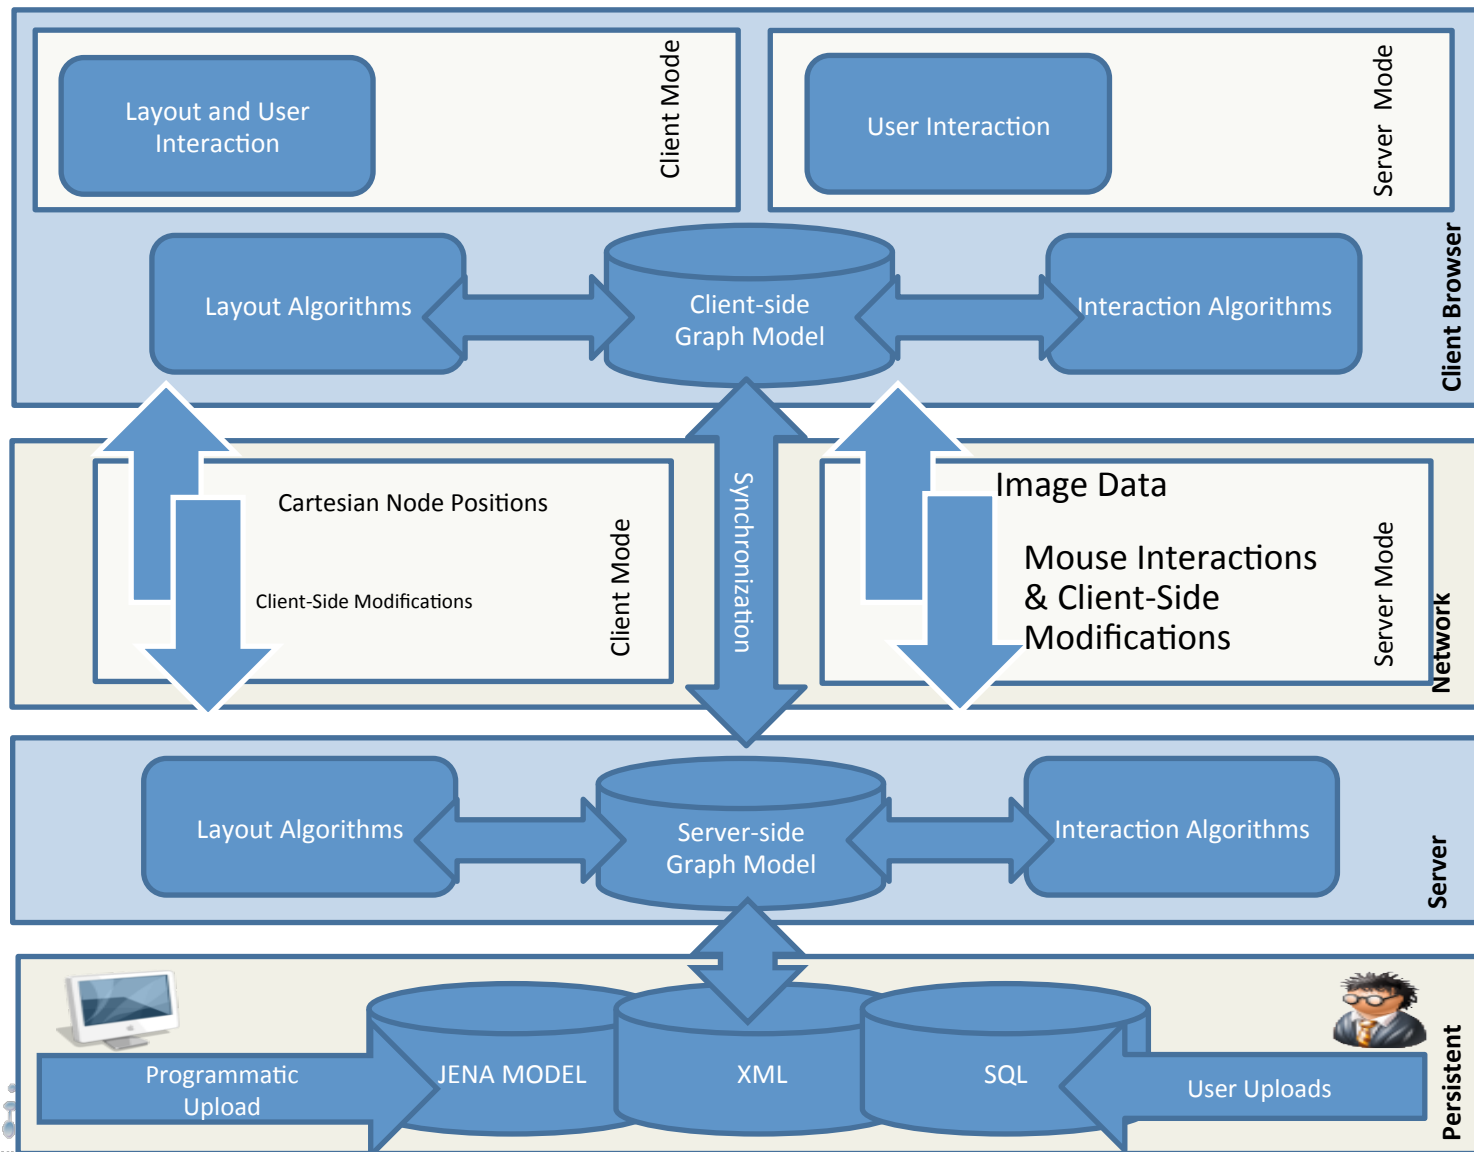 Layout and User
Interaction
Client Mode
User Interaction
Server Mode
Client Browser
Layout Algorithms
Client-side
Graph Model
Interaction Algorithms
Cartesian Node Positions
Client-Side Modifications
Client Mode
Synchronization
Image Data
Mouse Interactions
& Client-Side
Modifications
Server Mode
Network
Layout Algorithms
Server-side
Graph Model
Interaction Algorithms
Server
Programmatic
Upload
JENA MODEL
XML
SQL
User Uploads
Persistent